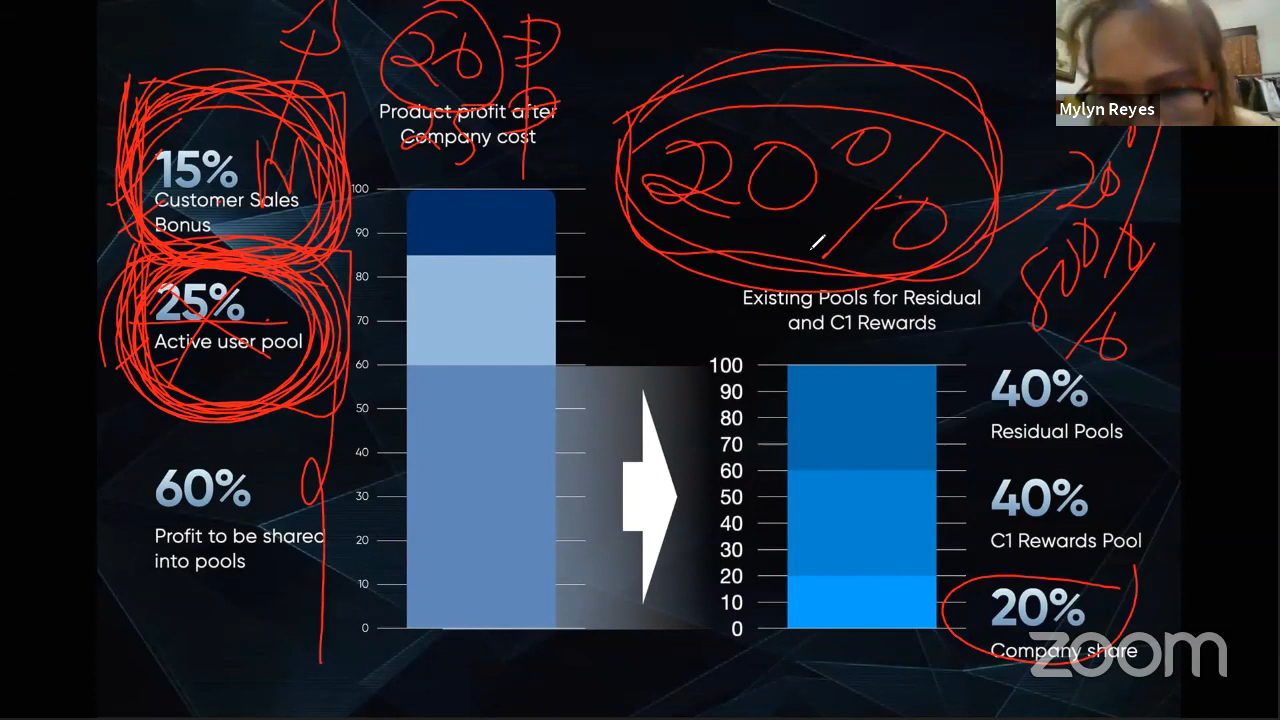 Mylyn Reyes
20
Product profit after
Company cost
15%
Customer Sales
Bonus
25%
Active user pool
60%
Profit to be shared
into pools
100
90
80
70
60
50
40
30
20
10
0
20%
20
Existing Pools for Residual
and C1 Rewards
100
90
80
70
60
50
40
30
20
10
0
40%
Residual Pools
40%
C1 Rewards Pool
20%
Company share
zoom